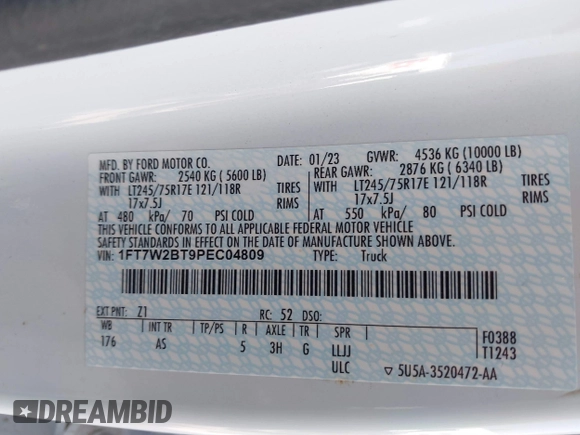 MFD. BY FORD MOTOR CO.
DATE: 01/23 GVWR: 4536 KG (10000 LB)
FRONT GAWR: 2540 KG ( 5600 LB) REAR GAWR: 2876 KG ( 6340 LB)
WITH LT245/75R17E 121/118R TIRES WITH LT245/75R17E 121/118R TIRES
17x7.5J RIMS 17x7.5J RIMS
AT 480 kPa/ 70 PSI COLD AT 550 kPa/ 80 PSI COLD
THIS VEHICLE CONFORMS TO ALL APPLICABLE FEDERAL MOTOR VEHICLE
SAFETY STANDARDS IN EFFECT ON THE DATE OF MANUFACTURE SHOWN ABOVE.
VIN: 1FT7W2BT9PEC04809 TYPE: Truck
EXT PNT: Z1 RC: 52 DSO:
WB INT TR TP/PS R AXLE TR SPR F0388
176 AS 5 3H G LLJJ T1243
ULC ▽ 5U5A-3520472-AA
DREAMBID